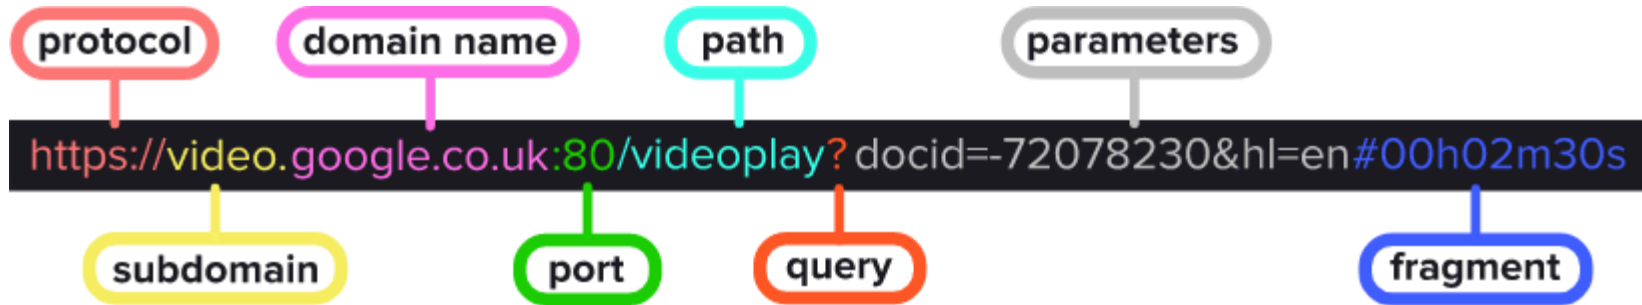 protocol domain name path parameters
https://video.google.co.uk:80/videoplay? docid=-72078230&hl=en#00h02m30s
subdomain port query fragment